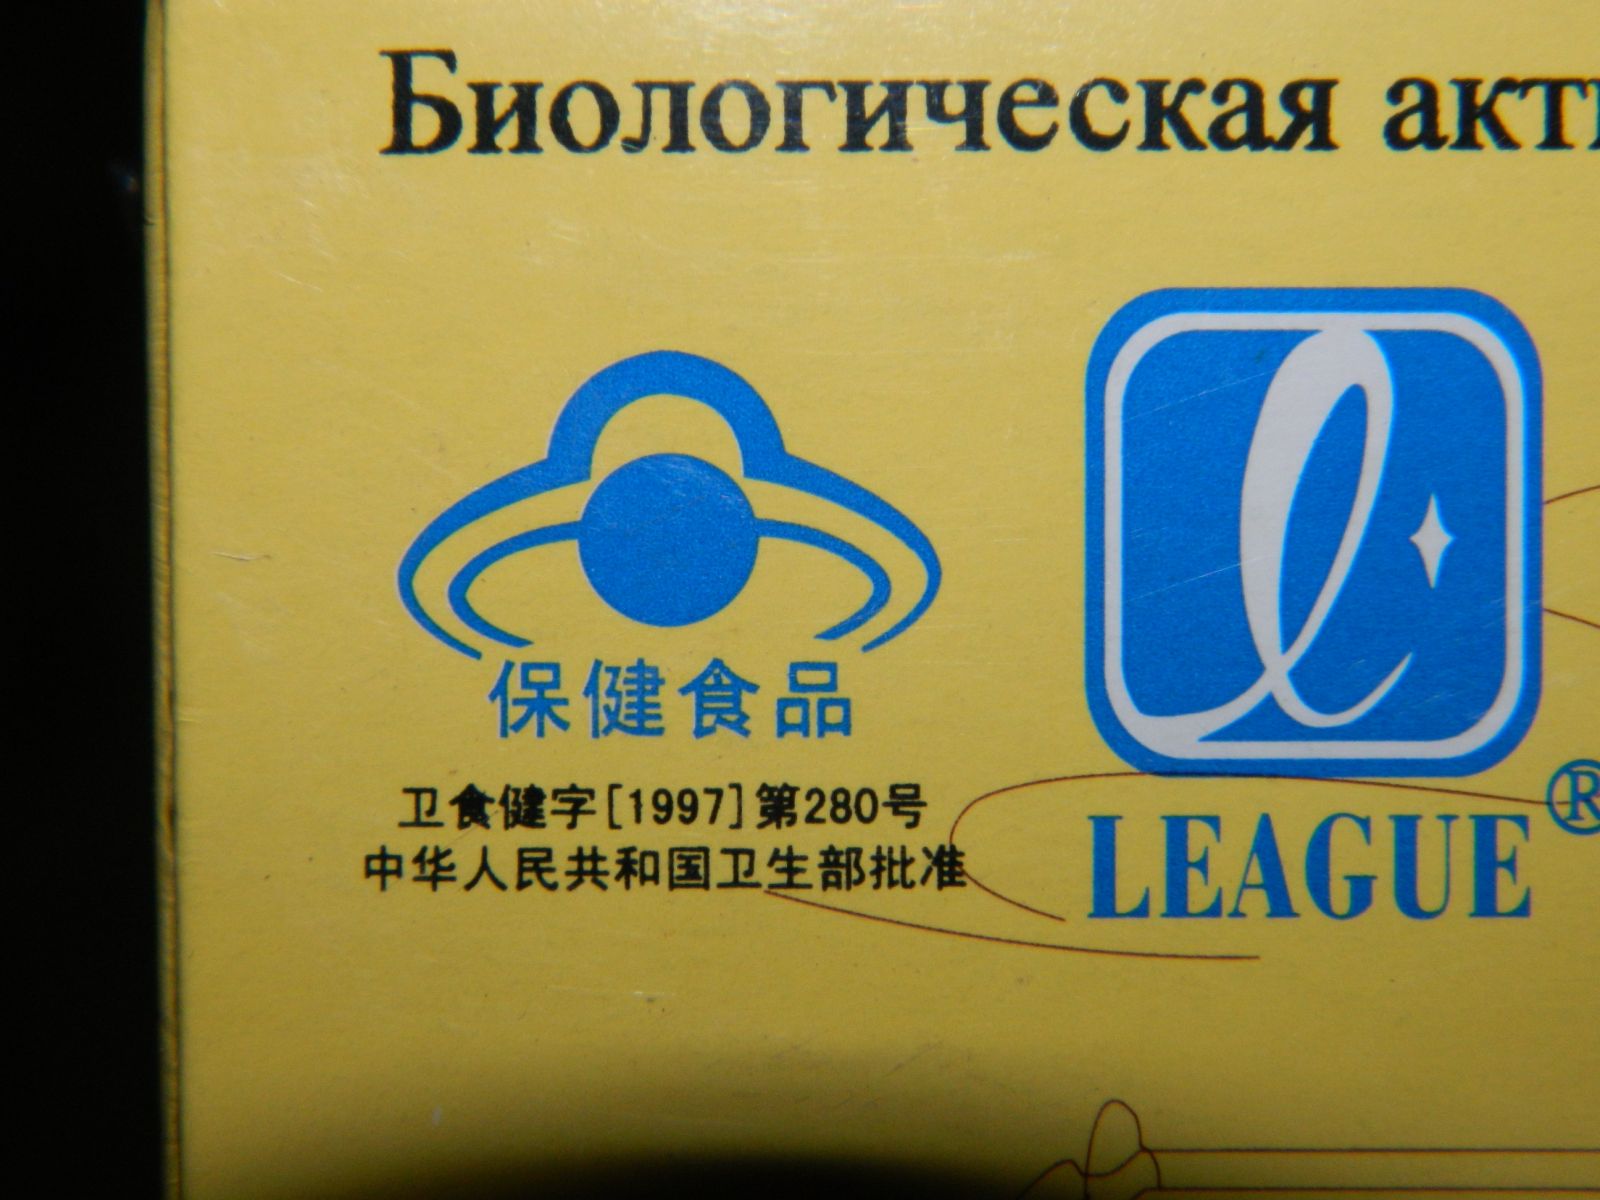 Биологическая акти
保健食品
卫食健字[1997]第280号
中华人民共和国卫生部批准
LEAGUE®